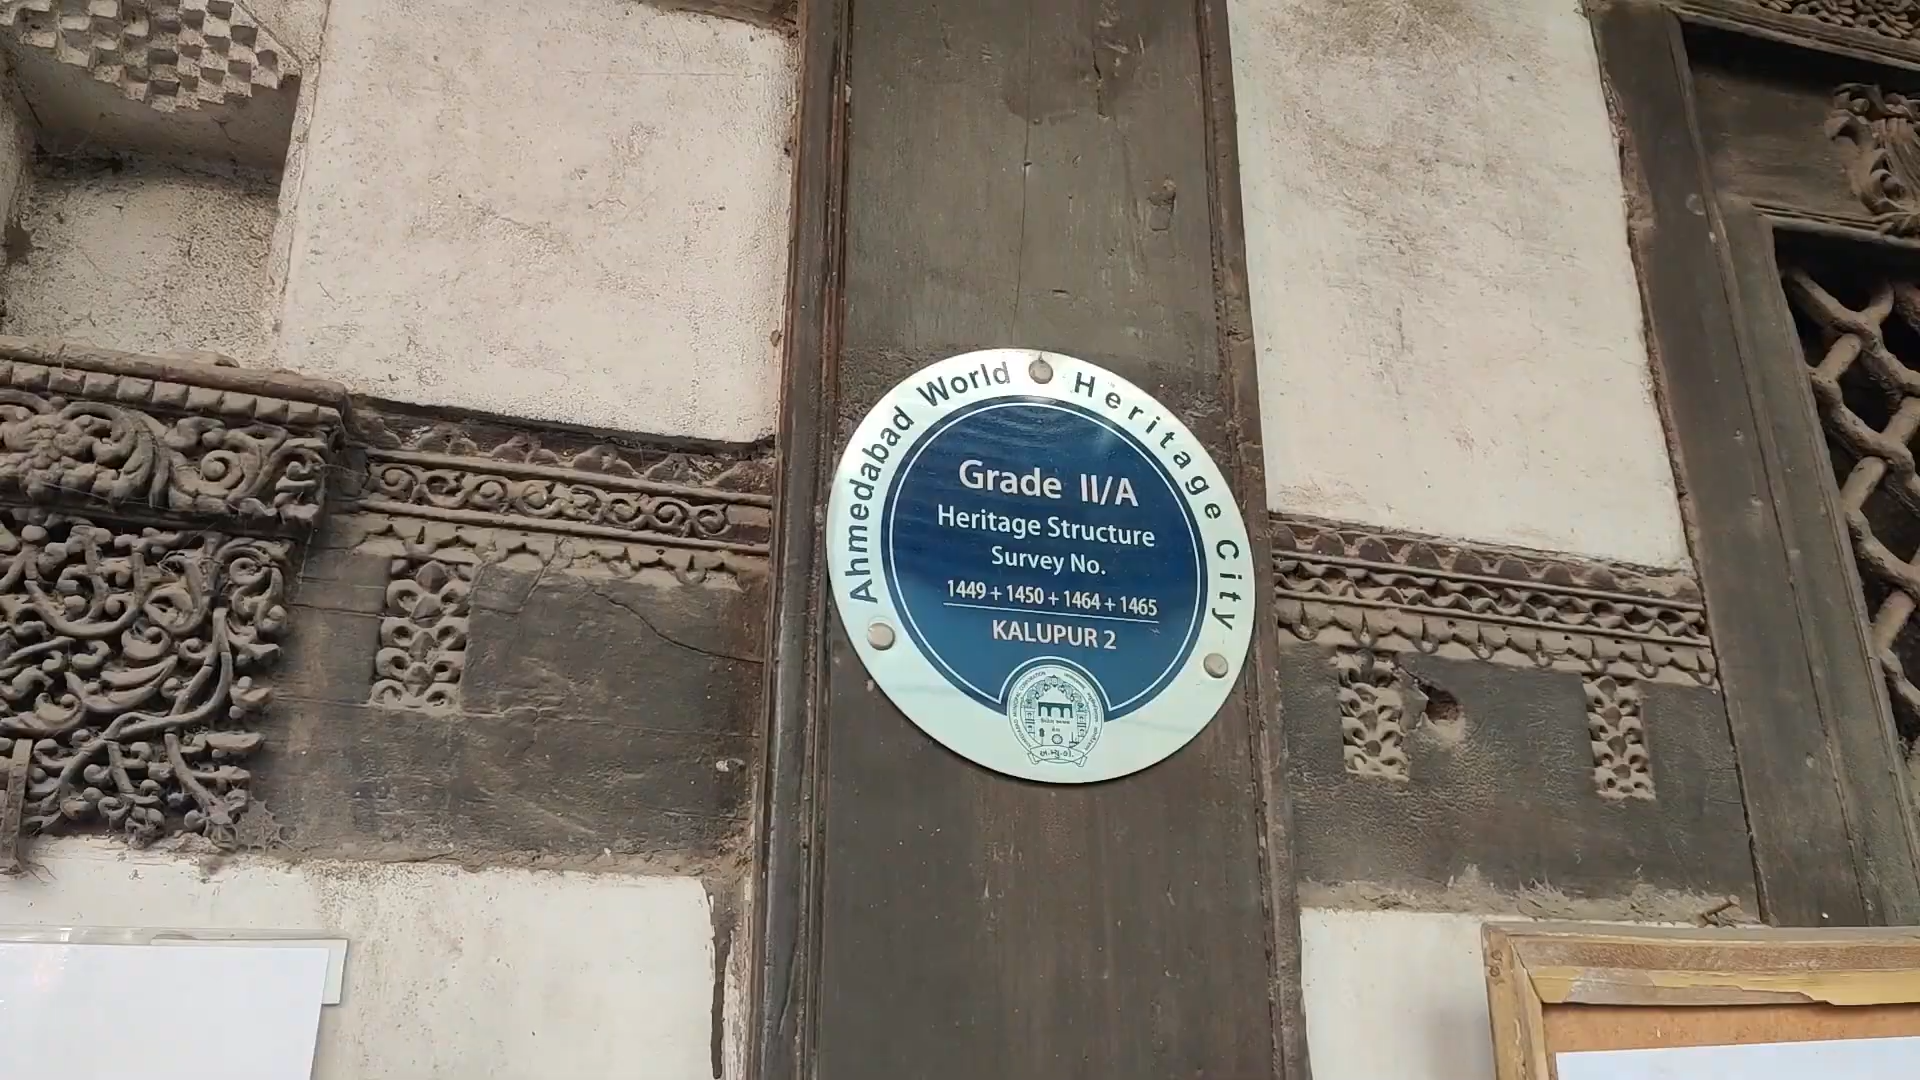 Ahmedabad World Heritage City
Grade II/A
Heritage Structure
Survey No.
1449 + 1450 + 1464 + 1465
KALUPUR 2